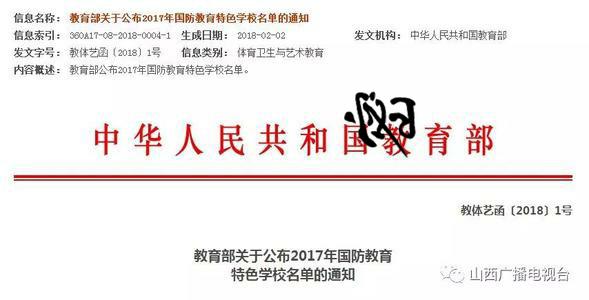 信息名称： 教育部关于公布2017年国防教育特色学校名单的通知
信息索引： 360A17-08-2018-0004-1 生成日期： 2018-02-02 发文机构： 中华人民共和国教育部
发文字号： 教体艺函〔2018〕1号 信息类别： 体育卫生与艺术教育
内容概述： 教育部公布2017年国防教育特色学校名单。
中华人民共和国教育部
教体艺函〔2018〕1号
教育部关于公布2017年国防教育
特色学校名单的通知
山西广播电视台